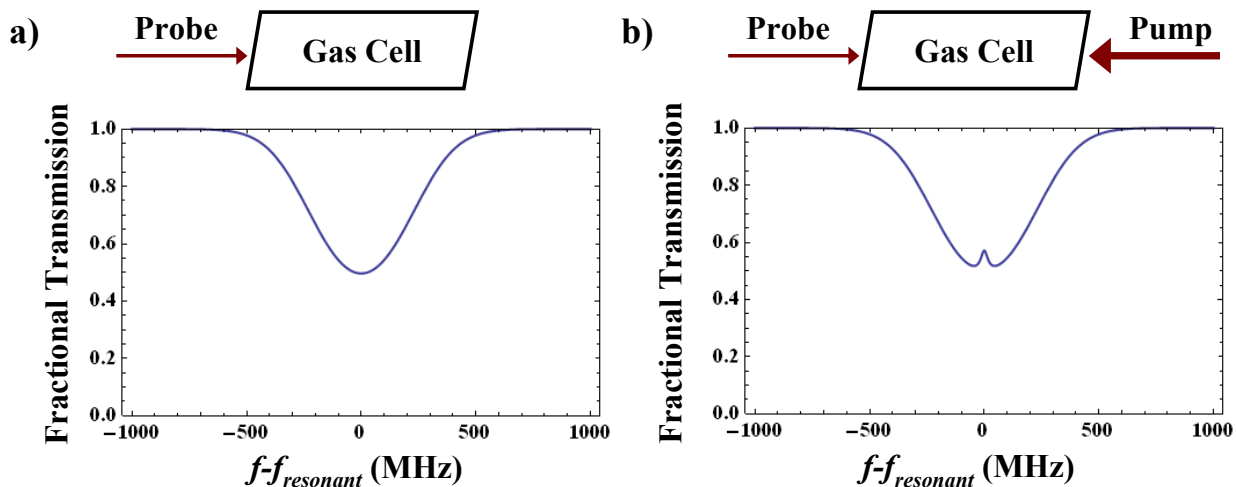 a)
Probe
Gas Cell
Fractional Transmission
1.0
0.8
0.6
0.4
0.2
0.0
−1000
−500
0
500
1000
f-fresonant (MHz)
b)
Probe
Gas Cell
Pump
Fractional Transmission
1.0
0.8
0.6
0.4
0.2
0.0
−1000
−500
0
500
1000
f-fresonant (MHz)